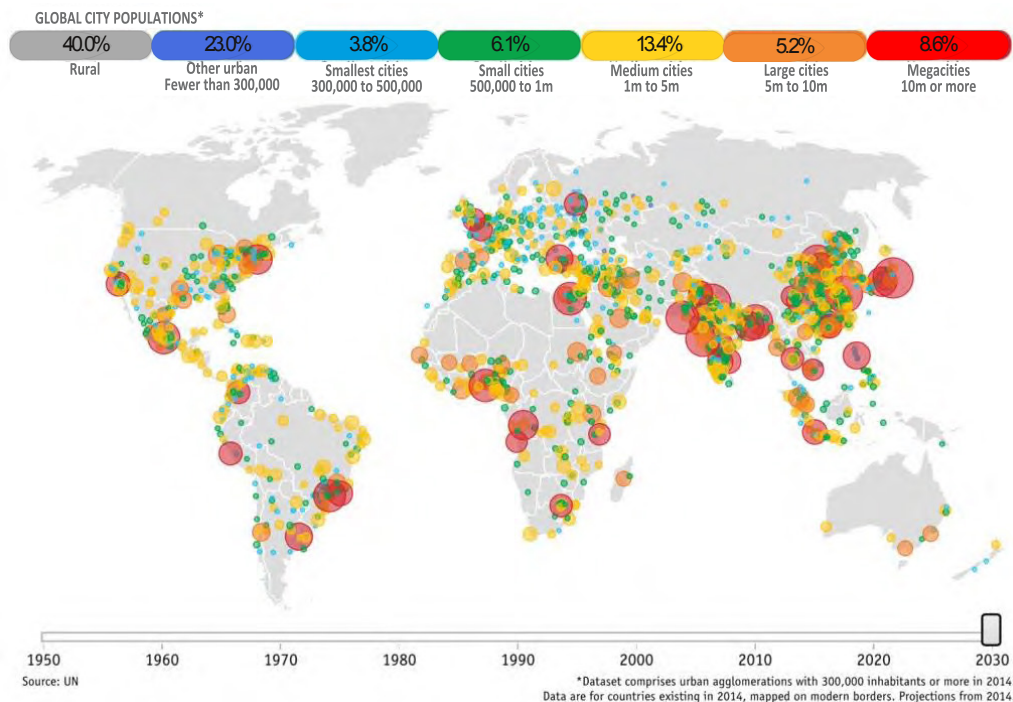 GLOBAL CITY POPULATIONS*
40.0% 23.0% 3.8% 6.1% 13.4% 5.2% 8.6%
Rural Other urban Smallest cities Small cities Medium cities Large cities Megacities
Fewer than 300,000 300,000 to 500,000 500,000 to 1m 1m to 5m 5m to 10m 10m or more
1950 1960 1970 1980 1990 2000 2010 2020 2030
Source: UN *Dataset comprises urban agglomerations with 300,000 inhabitants or more in 2014
Data are for countries existing in 2014, mapped on modern borders. Projections from 2014